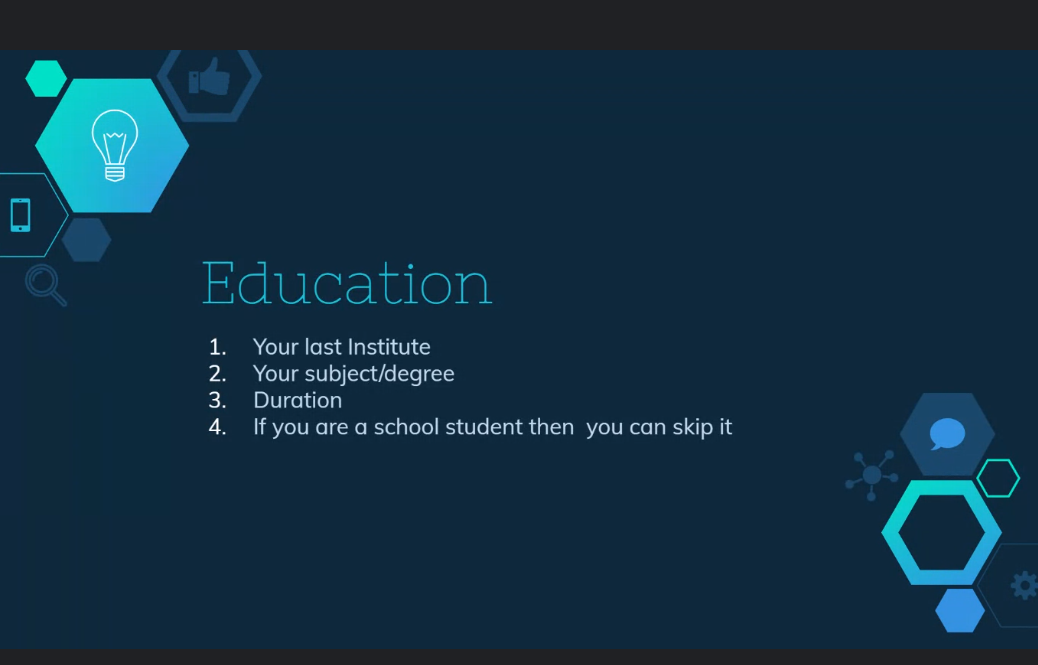 Education
1. Your last Institute
2. Your subject/degree
3. Duration
4. If you are a school student then  you can skip it